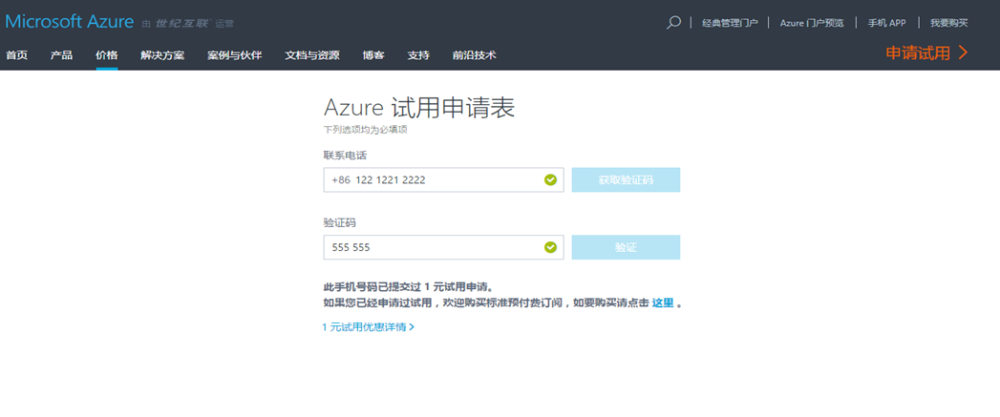 Microsoft Azure 由 世纪互联 运营
经典管理门户 Azure 门户预览 手机 APP 我要购买
首页 产品 价格 解决方案 案例与伙伴 文档与资源 博客 支持 前沿技术
申请试用
Azure 试用申请表
下列选项均为必填项
联系电话
+86 122 1221 2222 获取验证码
验证码
555 555 验证
此手机号码已提交过 1 元试用申请。
如果您已经申请过试用，欢迎购买标准预付费订阅，如要购买请点击 这里 。
1 元试用优惠详情